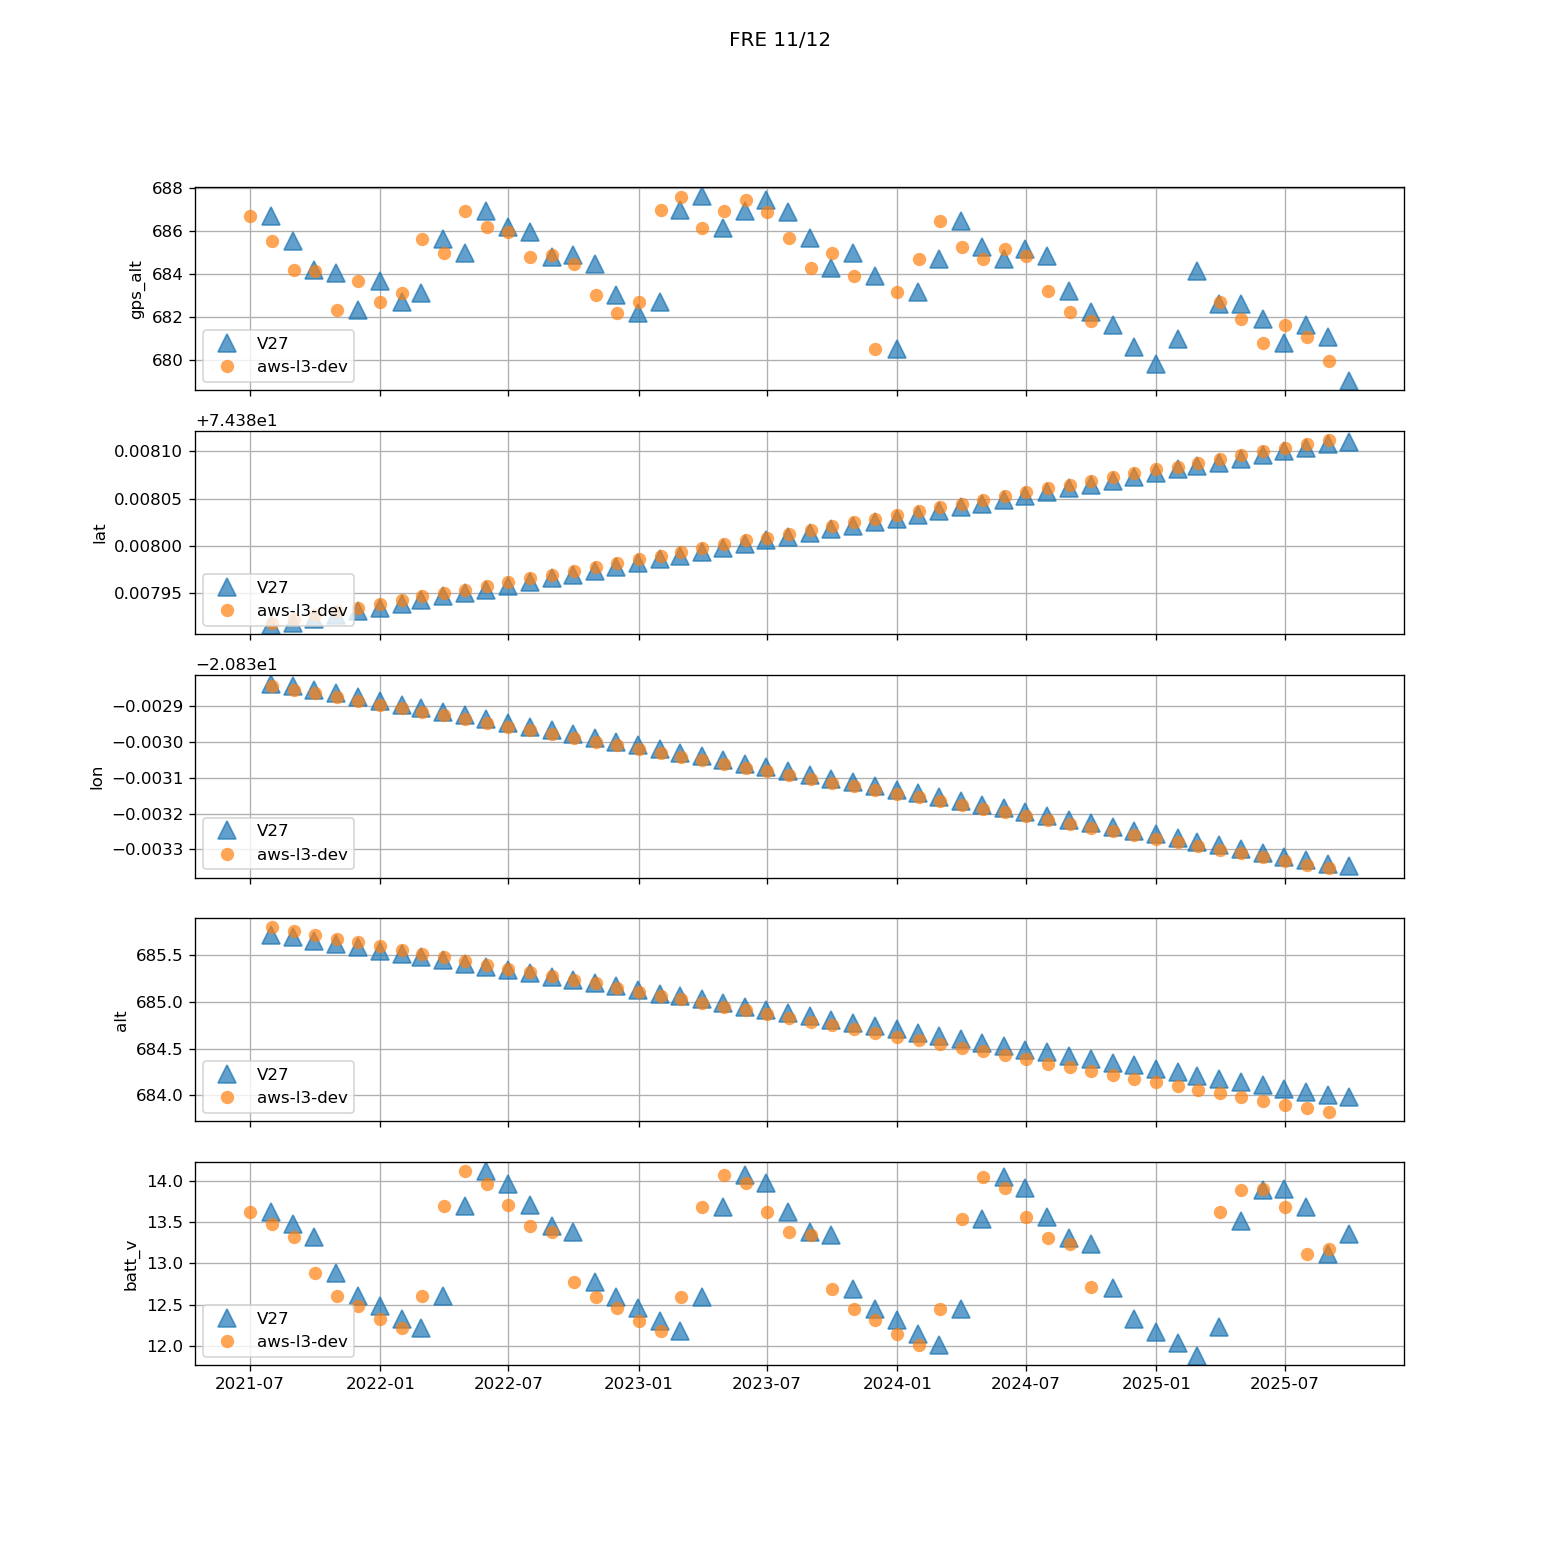 FRE 11/12
688
686
684
682
680
gps_alt
V27
aws-l3-dev
+7.438e1
0.00810
0.00805
0.00800
0.00795
lat
V27
aws-l3-dev
−2.083e1
−0.0029
−0.0030
−0.0031
−0.0032
−0.0033
lon
V27
aws-l3-dev
685.5
685.0
684.5
684.0
alt
V27
aws-l3-dev
14.0
13.5
13.0
12.5
12.0
batt_v
V27
aws-l3-dev
2021-07 2022-01 2022-07 2023-01 2023-07 2024-01 2024-07 2025-01 2025-07